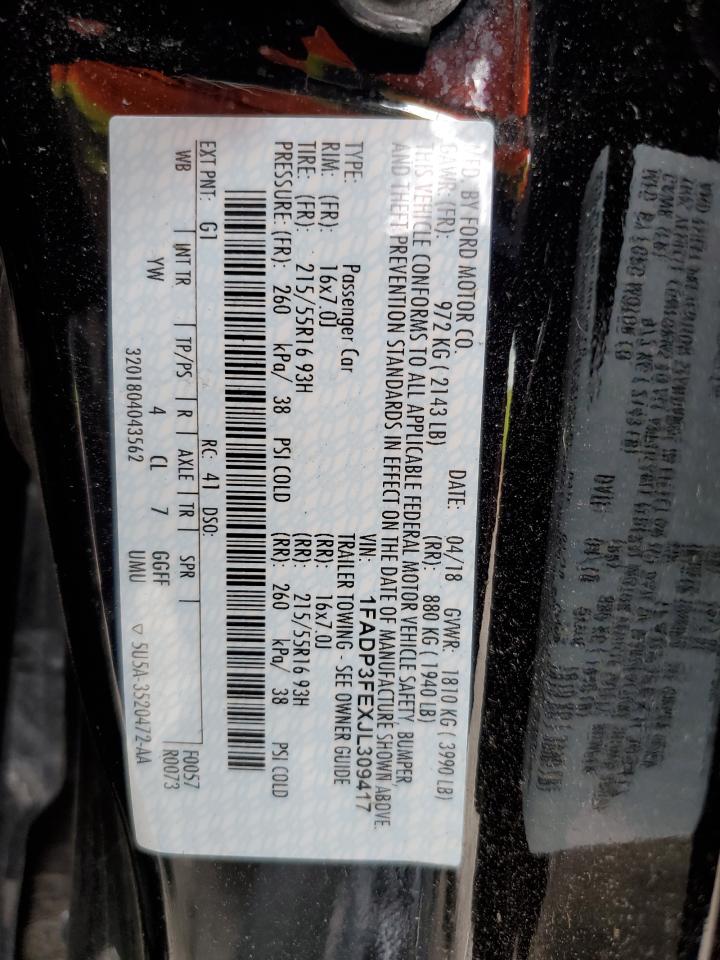 MFD. BY FORD MOTOR CO.
DATE: 04/18 GVWR: 1810 KG (3990 LB)
GAWR: (FR): 972 KG (2143 LB) (RR): 880 KG (1940 LB)
THIS VEHICLE CONFORMS TO ALL APPLICABLE FEDERAL MOTOR VEHICLE SAFETY, BUMPER,
AND THEFT PREVENTION STANDARDS IN EFFECT ON THE DATE OF MANUFACTURE SHOWN ABOVE.
VIN: 1FADP3FEXJL309417
TYPE: Passenger Car TRAILER TOWING - SEE OWNER GUIDE
RIM: (FR): 16x7.0J (RR): 16x7.0J
TIRE: (FR): 215/55R16 93H (RR): 215/55R16 93H
PRESSURE: (FR): 260 kPa/ 38 PSI COLD (RR): 260 kPa/ 38 PSI COLD
EXT PNT: G1 RC: 41 DSO: F0057
WB INT TR TP/PS R AXLE TR SPR R0073
YW 4 CL 7 GGFF
3201804043562 UMU ▽ 5U5A-3520472-AA